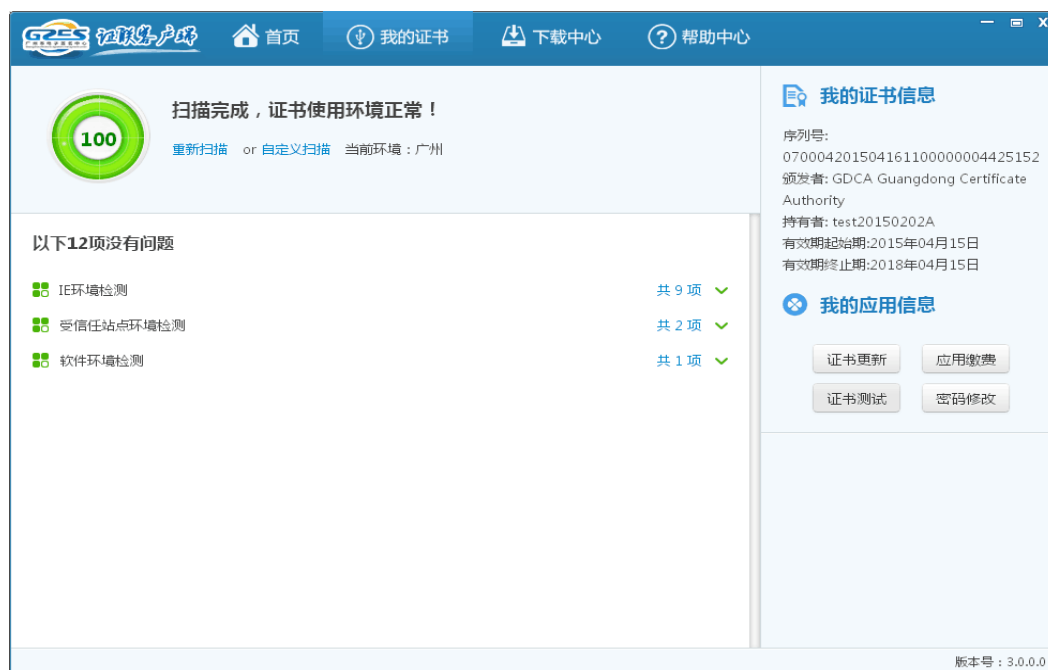 GZES 证联客户端
首页
我的证书
下载中心
帮助中心
100
扫描完成，证书使用环境正常！
重新扫描 or 自定义扫描 当前环境：广州
以下12项没有问题
IE环境检测 共 9 项
受信任站点环境检测 共 2 项
软件环境检测 共 1 项
我的证书信息
序列号:
0700042015041611000000004425152
颁发者: GDCA Guangdong Certificate
Authority
持有者: test20150202A
有效期起始期:2015年04月15日
有效期终止期:2018年04月15日
我的应用信息
证书更新 应用缴费
证书测试 密码修改
版本号：3.0.0.0